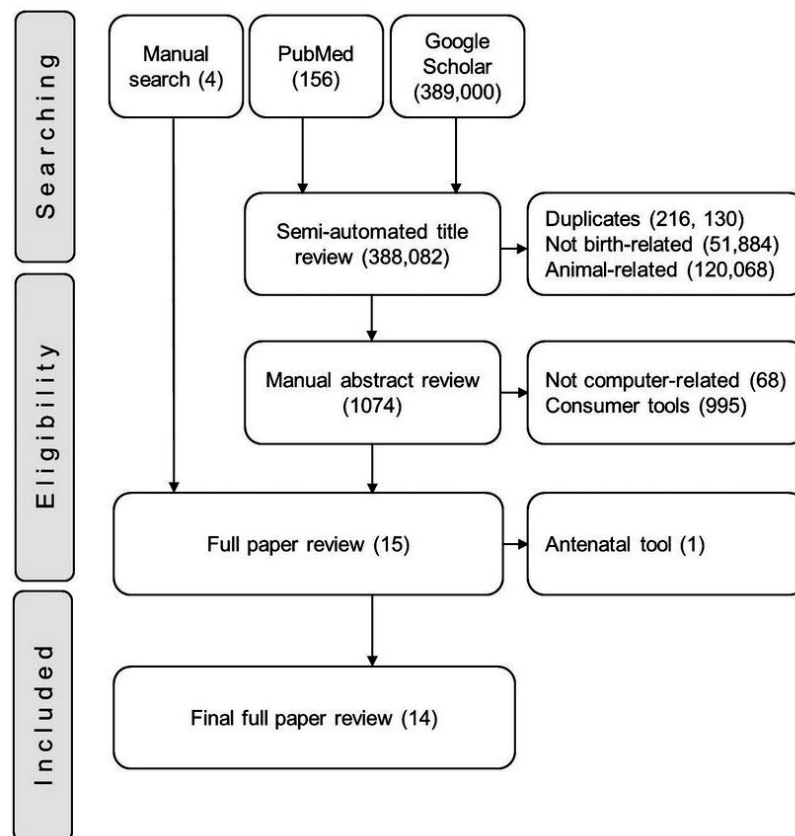 Searching
Manual
search (4)
PubMed
(156)
Google
Scholar
(389,000)
Semi-automated title
review (388,082)
Duplicates (216, 130)
Not birth-related (51,884)
Animal-related (120,068)
Eligibility
Manual abstract review
(1074)
Not computer-related (68)
Consumer tools (995)
Full paper review (15)
Antenatal tool (1)
Included
Final full paper review (14)